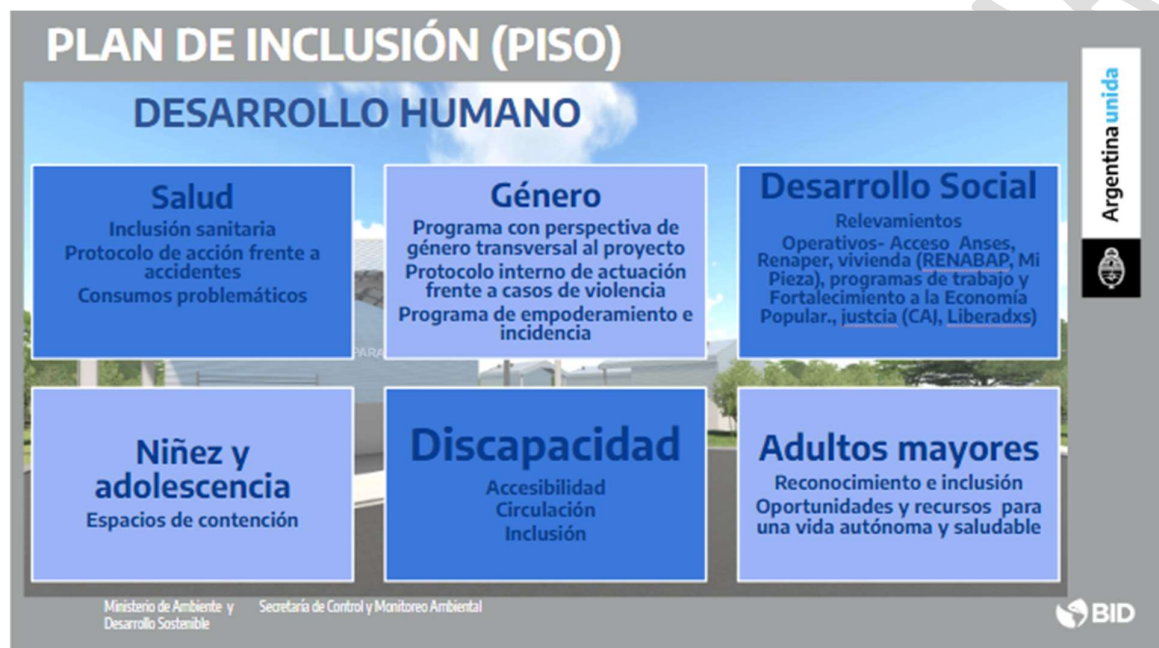 PLAN DE INCLUSIÓN (PISO)
DESARROLLO HUMANO
Salud
Inclusión sanitaria
Protocolo de acción frente a
accidentes
Consumos problemáticos
Género
Programa con perspectiva de
género transversal al proyecto
Protocolo interno de actuación
frente a casos de violencia
Programa de empoderamiento e
incidencia
Desarrollo Social
Relevamientos
Operativos- Acceso Anses,
Renaper, vivienda (RENABAP, Mi
Pieza), programas de trabajo y
Fortalecimiento a la Economía
Popular., justcia (CAJ, Liberadxs)
Niñez y
adolescencia
Espacios de contención
Discapacidad
Accesibilidad
Circulación
Inclusión
Adultos mayores
Reconocimiento e inclusión
Oportunidades y recursos para
una vida autónoma y saludable
Argentina unida
Ministerio de Ambiente y
Desarrollo Sostenible
Secretaría de Control y Monitoreo Ambiental
BID